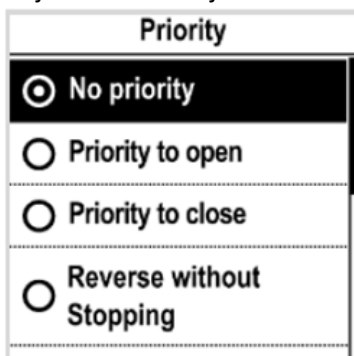 Priority
No priority
Priority to open
Priority to close
Reverse without
Stopping